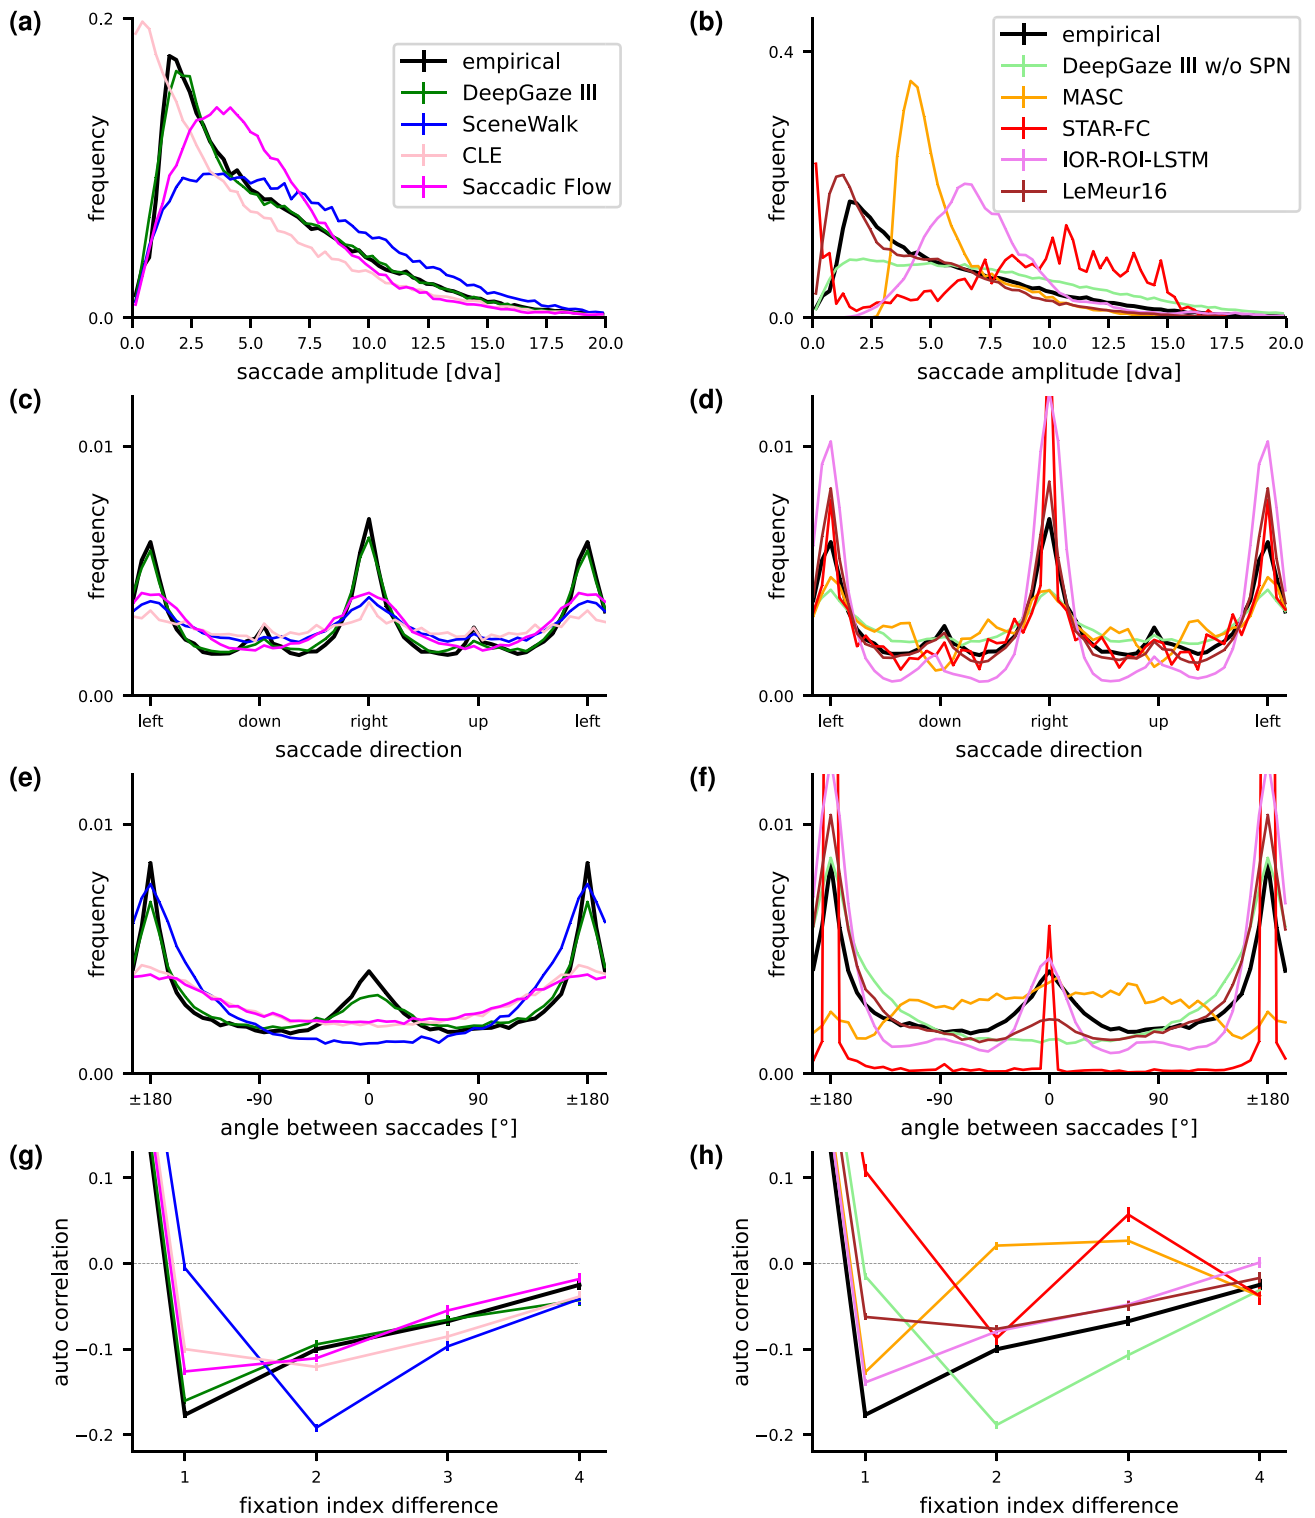 (a)
0.2
frequency
0.0
empirical
DeepGaze III
SceneWalk
CLE
Saccadic Flow
0.0 2.5 5.0 7.5 10.0 12.5 15.0 17.5 20.0
saccade amplitude [dva]
(b)
0.4
frequency
0.0
empirical
DeepGaze III w/o SPN
MASC
STAR-FC
IOR-ROI-LSTM
LeMeur16
0.0 2.5 5.0 7.5 10.0 12.5 15.0 17.5 20.0
saccade amplitude [dva]
(c)
0.01
frequency
0.00
left down right up left
saccade direction
(d)
0.01
frequency
0.00
left down right up left
saccade direction
(e)
0.01
frequency
0.00
±180 -90 0 90 ±180
angle between saccades [°]
(f)
0.01
frequency
0.00
±180 -90 0 90 ±180
angle between saccades [°]
(g)
0.1
0.0
−0.1
−0.2
auto correlation
1 2 3 4
fixation index difference
(h)
0.1
0.0
−0.1
−0.2
auto correlation
1 2 3 4
fixation index difference